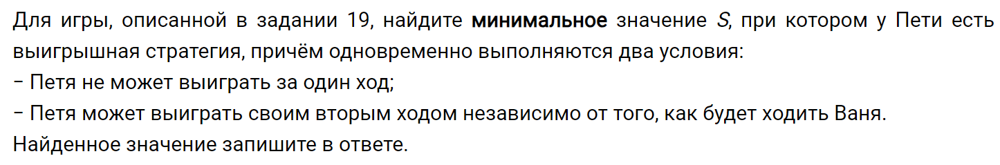 Для игры, описанной в задании 19, найдите минимальное значение S, при котором у Пети есть
выигрышная стратегия, причём одновременно выполняются два условия:
− Петя не может выиграть за один ход;
− Петя может выиграть своим вторым ходом независимо от того, как будет ходить Ваня.
Найденное значение запишите в ответе.